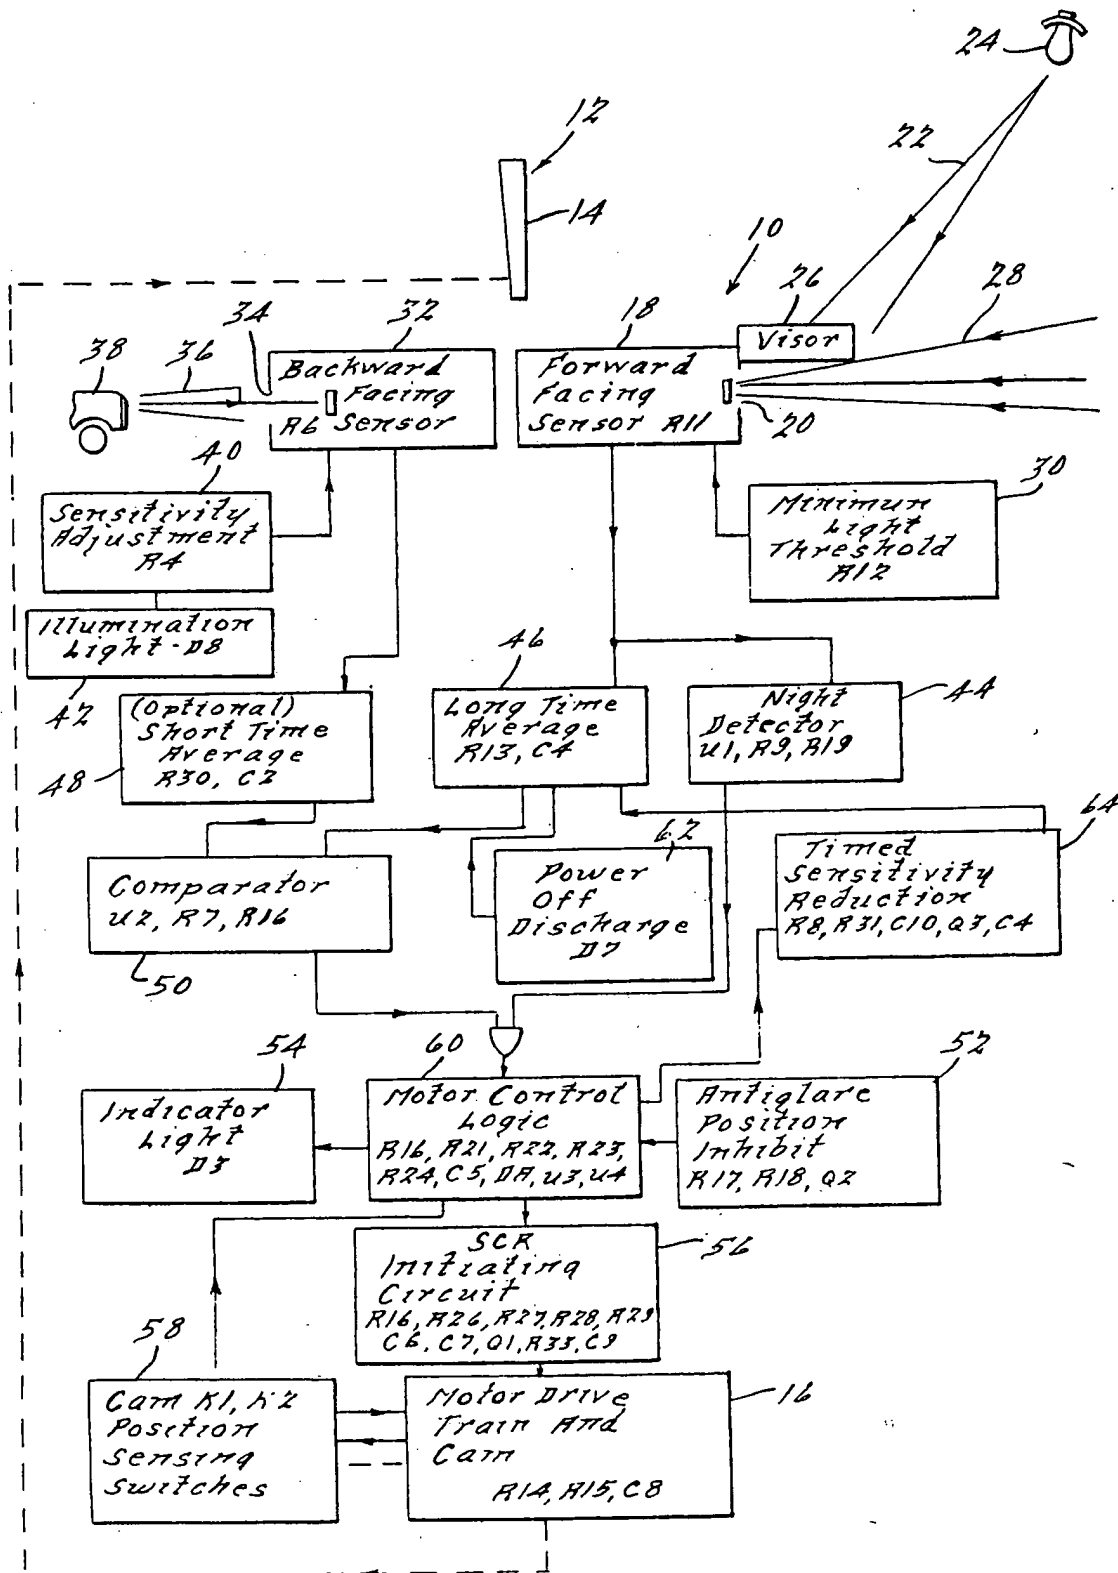 24
12
22
14
10
26
28
34
32
18
38
36
Visor
Backward
Facing
R6 Sensor
Forward
Facing
Sensor R11
20
40
30
Sensitivity
Adjustment
R4
Minimum
Light
Threshold
R12
Illumination
Light-D8
42
46
44
(Optional)
Short Time
Average
R30, C2
48
Long Time
Average
R13, C4
Night
Detector
U1, R9, R19
64
62
Comparator
U2, R7, R16
50
Power
Off
Discharge
D7
Timed
Sensitivity
Reduction
R8, R31, C10, Q3, C4
54
60
52
Indicator
Light
D3
Motor Control
Logic
R16, R21, R22, R23,
R24, C5, DA, U3, U4
Antiglare
Position
Inhibit
R17, R18, Q2
56
SCR
Initiating
Circuit
R16, R26, R27, R28, R29
C6, C7, Q1, R33, C9
58
16
Cam K1, K2
Position
Sensing
Switches
Motor Drive
Train And
Cam
R14, R15, C8